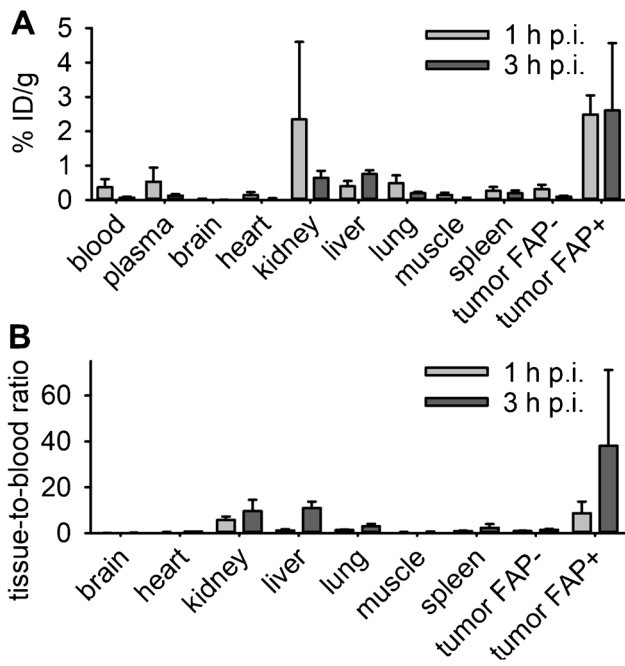 A
% ID/g
5
4
3
2
1
0
1 h p.i.
3 h p.i.
blood
plasma
brain
heart
kidney
liver
lung
muscle
spleen
tumor FAP-
tumor FAP+
B
tissue-to-blood ratio
60
40
20
0
1 h p.i.
3 h p.i.
brain
heart
kidney
liver
lung
muscle
spleen
tumor FAP-
tumor FAP+